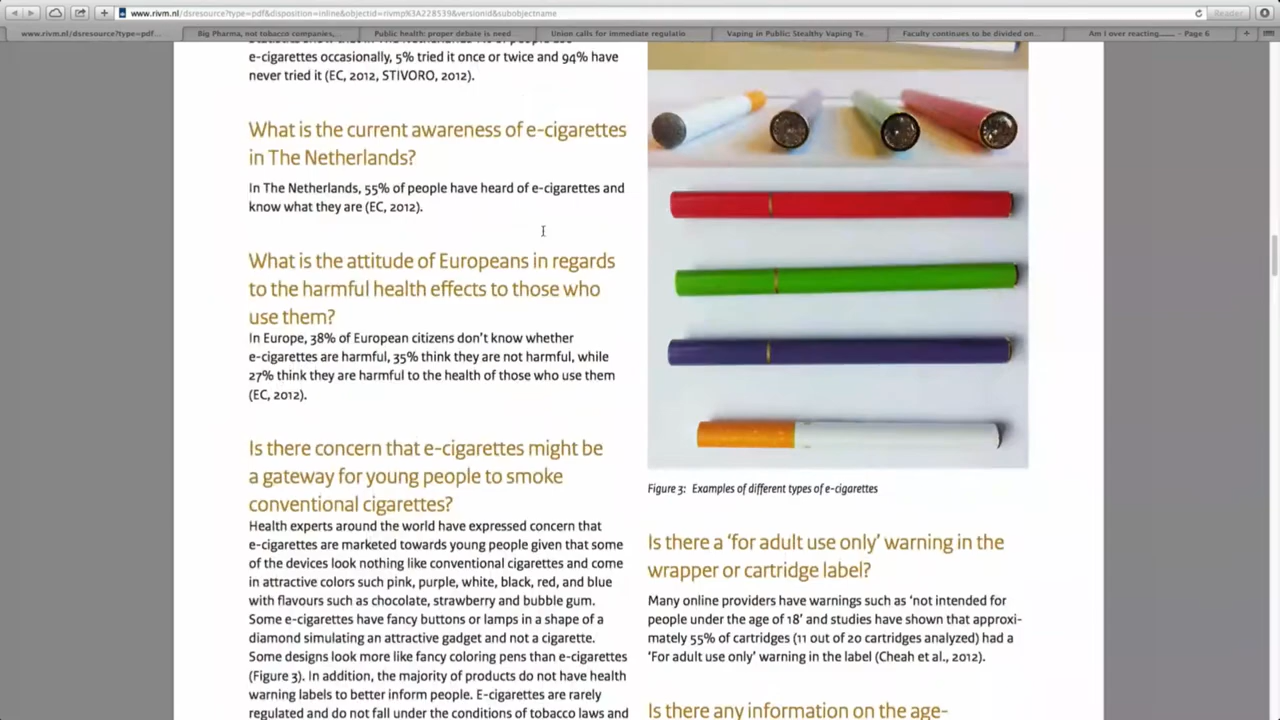 www.rivm.nl/dsresource?type=pdf&disposition=inline&objectid=rivmp%3A228539&versionid&subobjectname
Reader
www.rivm.nl/dsresource?type=pdf...
Big Pharma, not tobacco companies,...
Public health: proper debate is need
Union calls for immediate regulatio
Vaping in Public; Stealthy Vaping Te...
Faculty continues to be divided on...
Am I over reacting...... - Page 6
e-cigarettes occasionally, 5% tried it once or twice and 94% have
never tried it (EC, 2012, STIVORO, 2012).
What is the current awareness of e-cigarettes
in The Netherlands?
In The Netherlands, 55% of people have heard of e-cigarettes and
know what they are (EC, 2012).
What is the attitude of Europeans in regards
to the harmful health effects to those who
use them?
In Europe, 38% of European citizens don't know whether
e-cigarettes are harmful, 35% think they are not harmful, while
27% think they are harmful to the health of those who use them
(EC, 2012).
Is there concern that e-cigarettes might be
a gateway for young people to smoke
conventional cigarettes?
Health experts around the world have expressed concern that
e-cigarettes are marketed towards young people given that some
of the devices look nothing like conventional cigarettes and come
in attractive colors such pink, purple, white, black, red, and blue
with flavours such as chocolate, strawberry and bubble gum.
Some e-cigarettes have fancy buttons or lamps in a shape of a
diamond simulating an attractive gadget and not a cigarette.
Some designs look more like fancy coloring pens than e-cigarettes
(Figure 3). In addition, the majority of products do not have health
warning labels to better inform people. E-cigarettes are rarely
regulated and do not fall under the conditions of tobacco laws and
Figure 3: Examples of different types of e-cigarettes
Is there a 'for adult use only' warning in the
wrapper or cartridge label?
Many online providers have warnings such as 'not intended for
people under the age of 18' and studies have shown that approxi-
mately 55% of cartridges (11 out of 20 cartridges analyzed) had a
'For adult use only' warning in the label (Cheah et al., 2012).
Is there any information on the age-